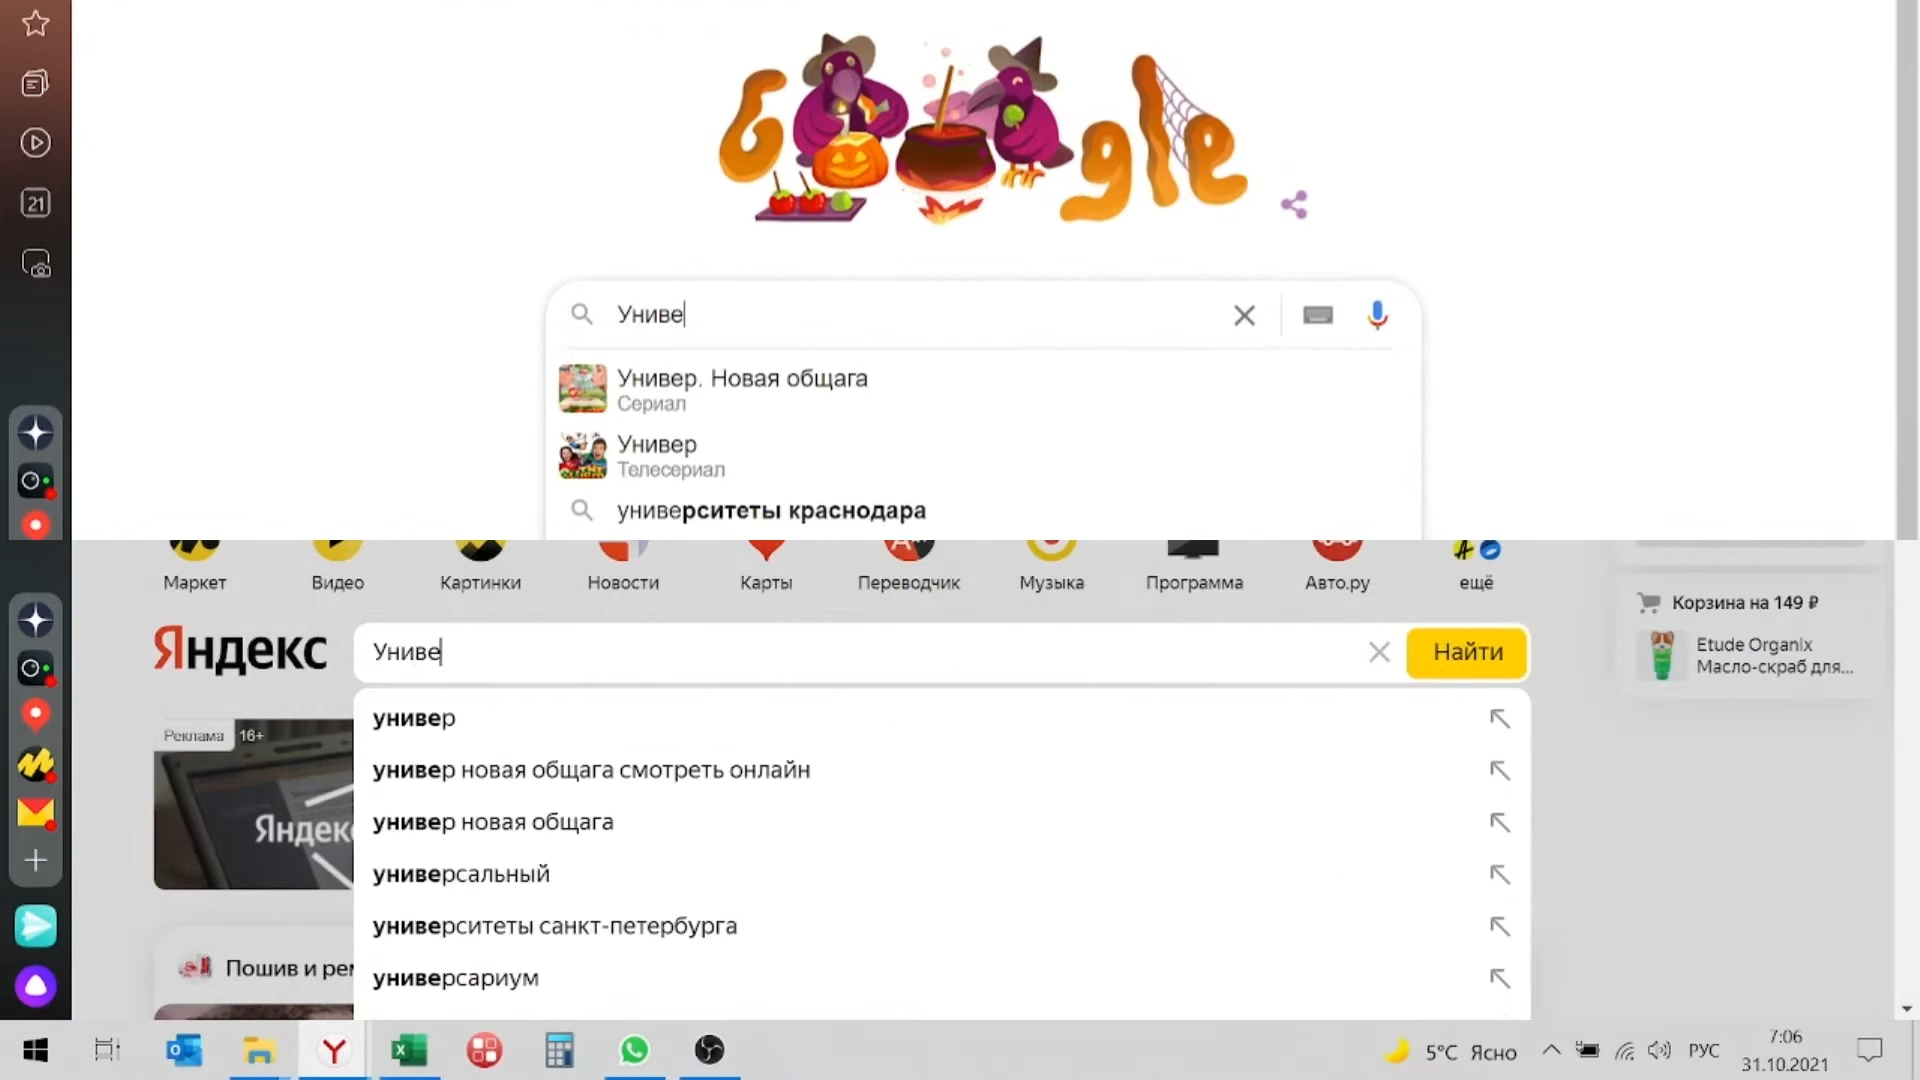 Google
21
Униве
Универ. Новая общага
Сериал
Универ
Телесериал
университеты краснодара
Маркет
Видео
Картинки
Новости
Карты
Переводчик
Музыка
Программа
Авто.ру
ещё
Корзина на 149 ₽
Etude Organix
Масло-скраб для...
Яндекс
Униве
Найти
Реклама 16+
Яндекс
универ
универ новая общага смотреть онлайн
универ новая общага
универсальный
университеты санкт-петербурга
универсариум
Пошив и рем
5°C Ясно
РУС
7:06
31.10.2021